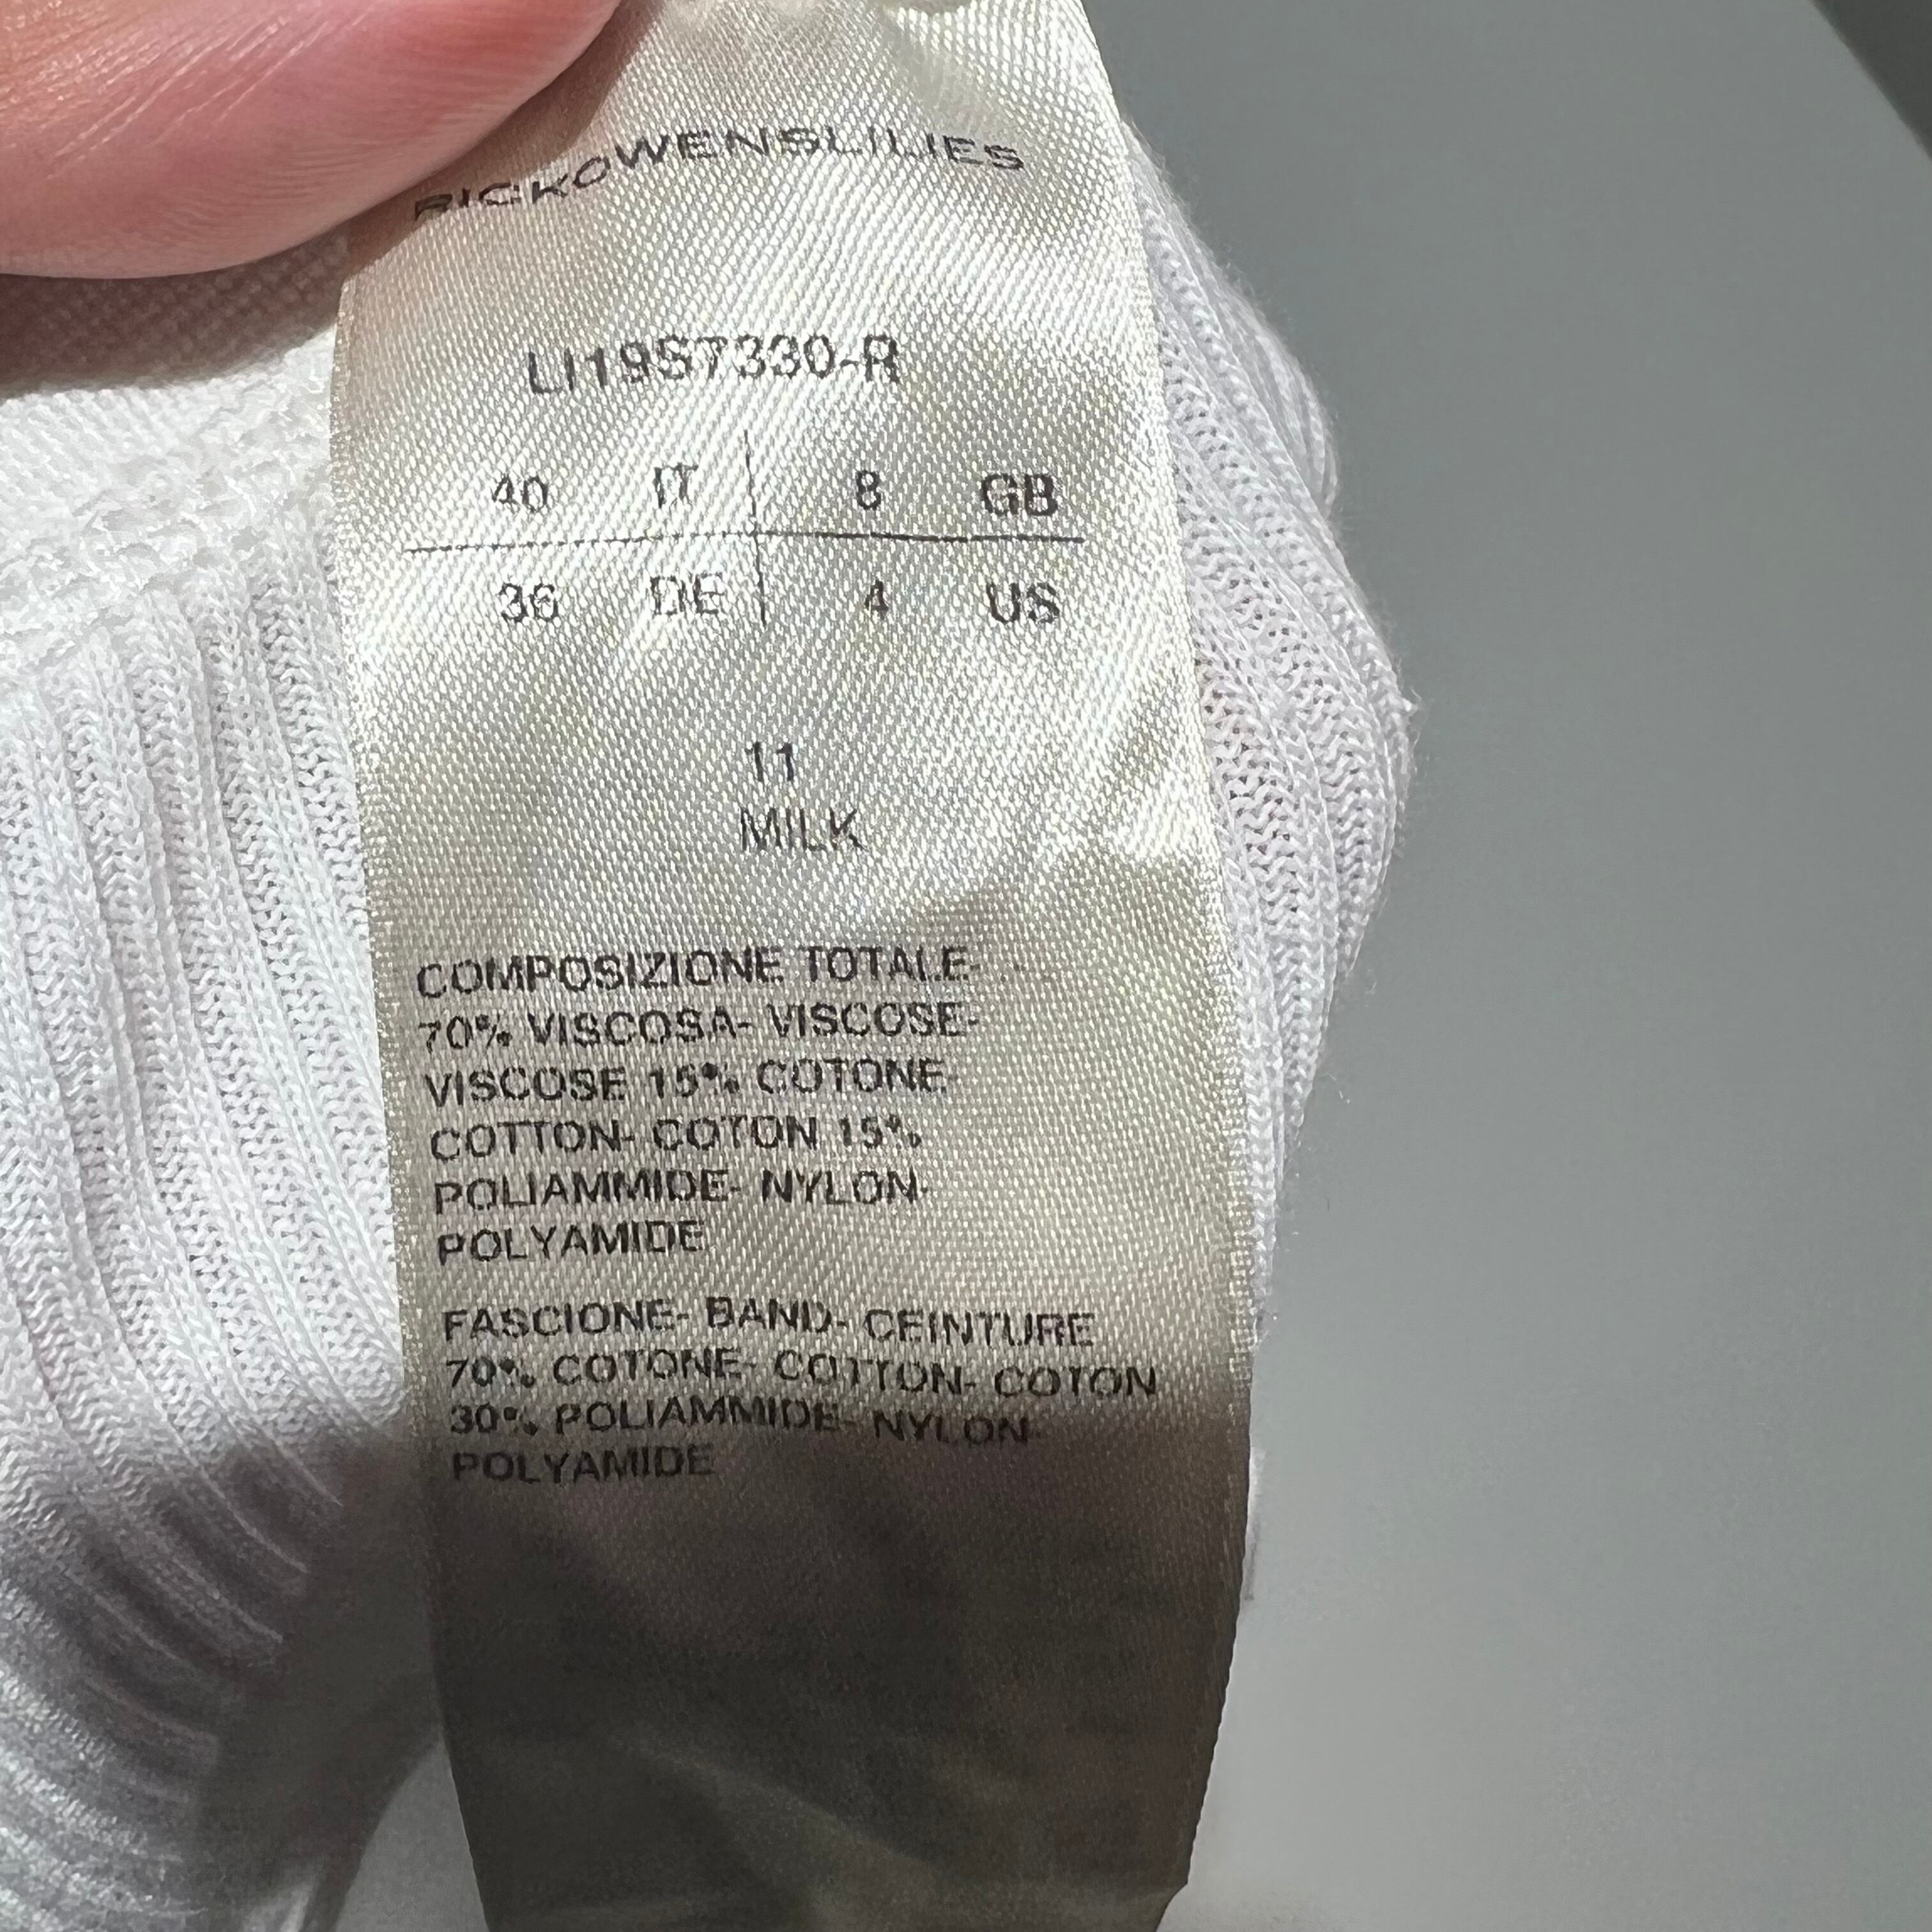 RICKOWENSLILIES
LI19S7330-R
40 IT 8 GB
36 DE 4 US
11
MILK
COMPOSIZIONE TOTALE-
70% VISCOSA- VISCOSE-
VISCOSE 15% COTONE-
COTTON- COTON 15%
POLIAMMIDE- NYLON-
POLYAMIDE
FASCIONE- BAND- CEINTURE
70% COTONE- COTTON- COTON
30% POLIAMMIDE- NYLON-
POLYAMIDE